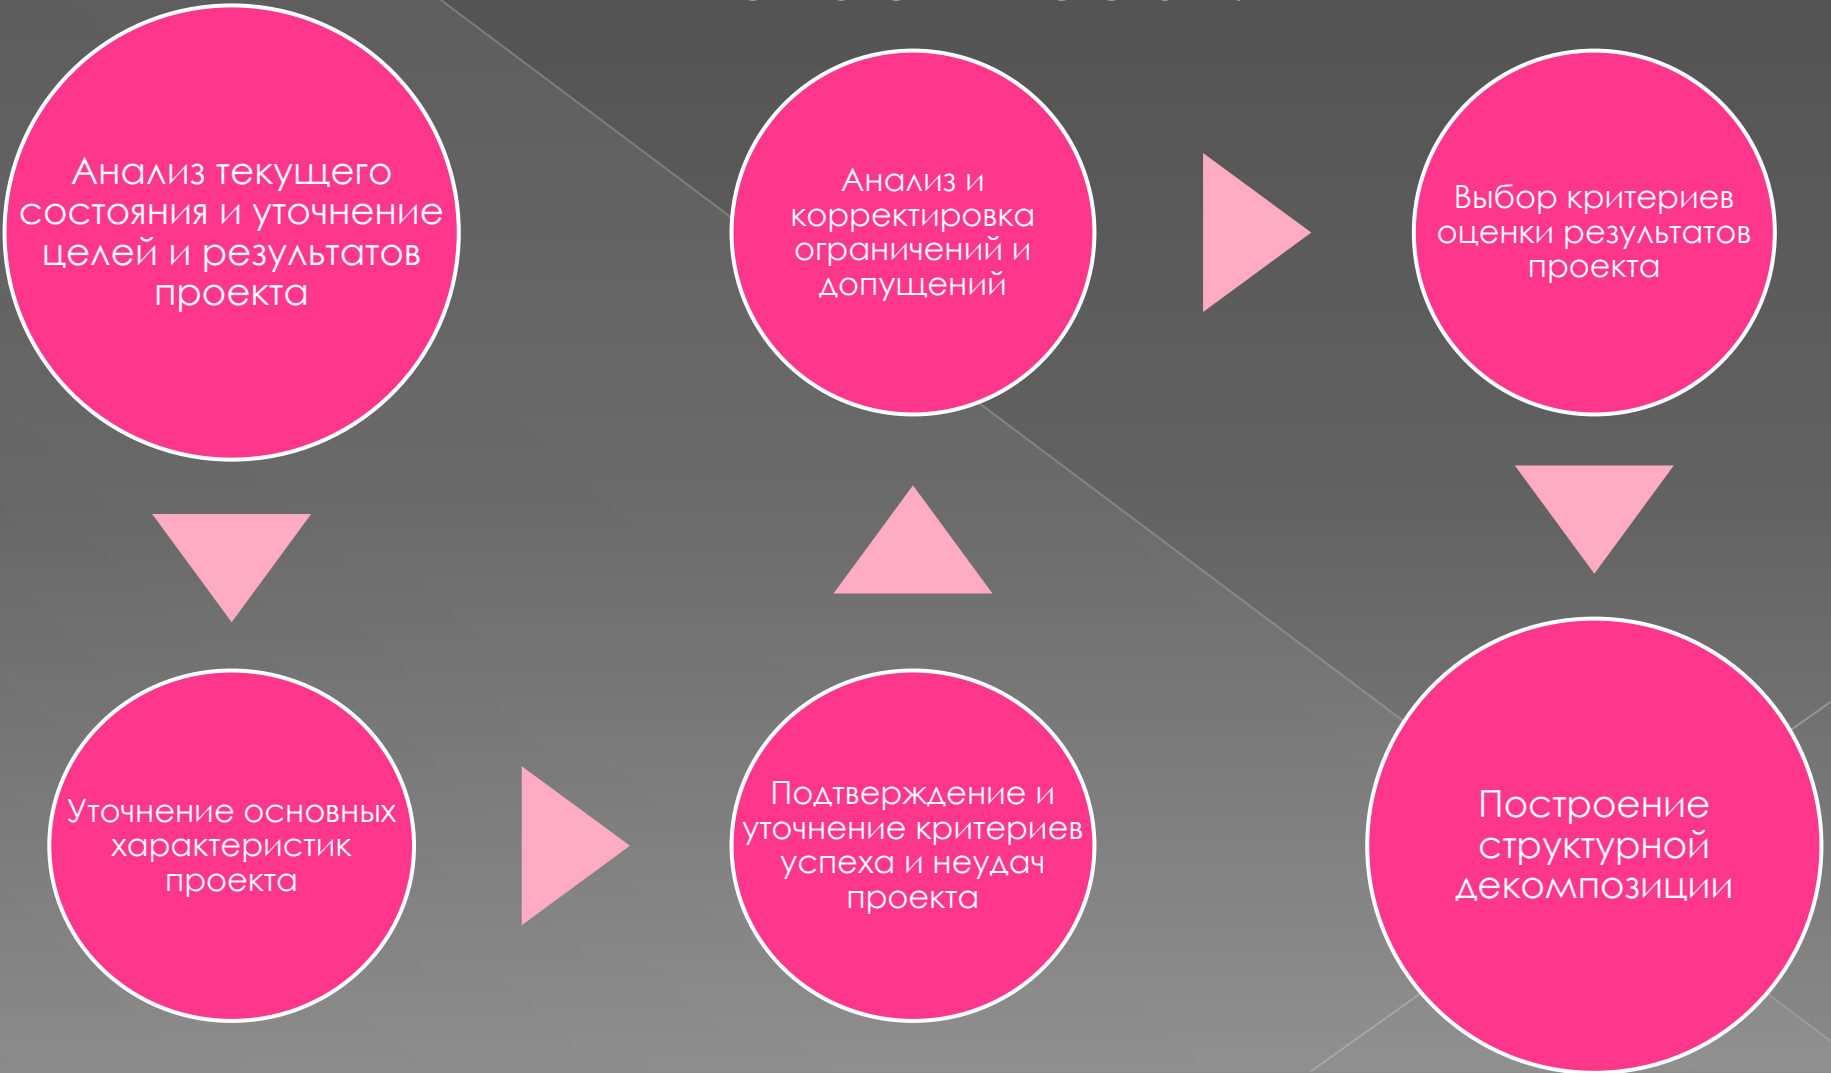 Анализ текущего
состояния и уточнение
целей и результатов
проекта
Уточнение основных
характеристик
проекта
Подтверждение и
уточнение критериев
успеха и неудач
проекта
Анализ и
корректировка
ограничений и
допущений
Выбор критериев
оценки результатов
проекта
Построение
структурной
декомпозиции